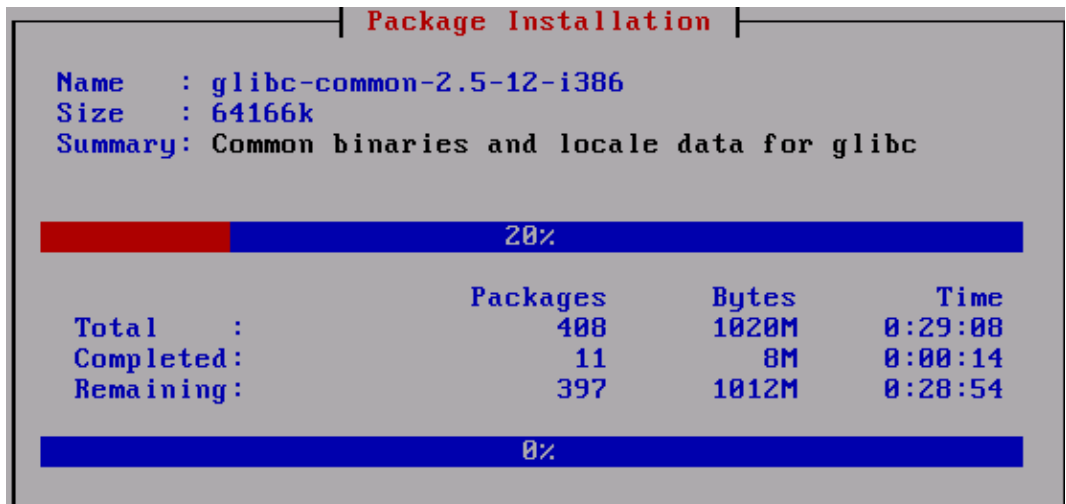 Package Installation
Name : glibc-common-2.5-12-i386
Size : 64166k
Summary: Common binaries and locale data for glibc
20%
Packages Bytes Time
Total : 408 1020M 0:29:08
Completed: 11 8M 0:00:14
Remaining: 397 1012M 0:28:54
0%